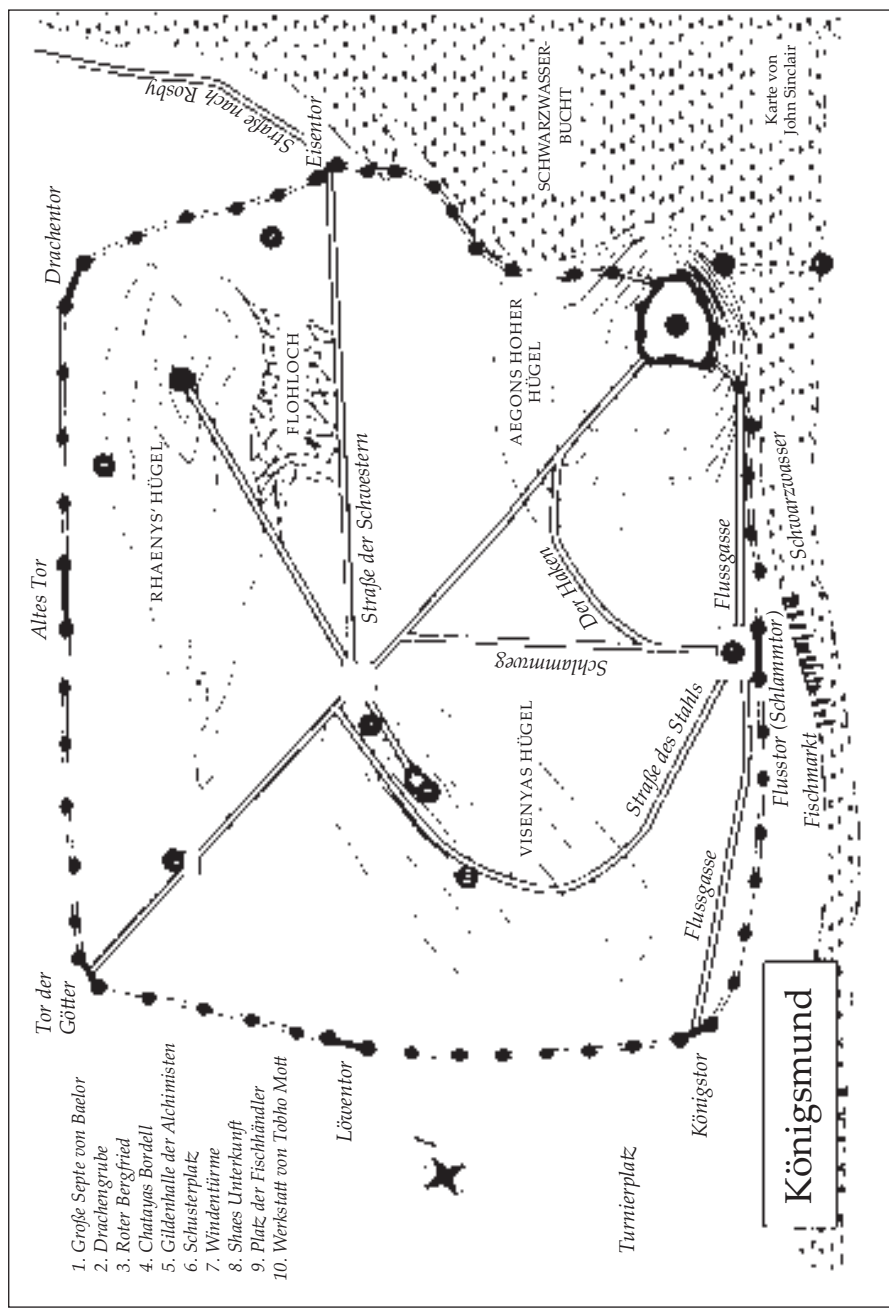 Tor der
Götter
Altes Tor
Drachentor
1. Große Septe von Baelor
2. Drachengrube
3. Roter Bergfried
4. Chatayas Bordell
5. Gildenhalle der Alchimisten
6. Schusterplatz
7. Windentürme
8. Shaes Unterkunft
9. Platz der Fischhändler
10. Werkstatt von Tobho Mott
Straße nach Rosby
RHAENYS' HÜGEL
FLOHLOCH
Eisentor
Löwentor
Straße der Schwestern
AEGONS HOHER
HÜGEL
SCHWARZWASSER-
BUCHT
VISENYAS HÜGEL
Schlammweg
Der Haken
Straße des Stahls
Turnierplatz
Königstor
Flussgasse
Flussgasse
Flusstor (Schlammtor)
Fischmarkt
Schwarzwasser
Karte von
John Sinclair
Königsmund